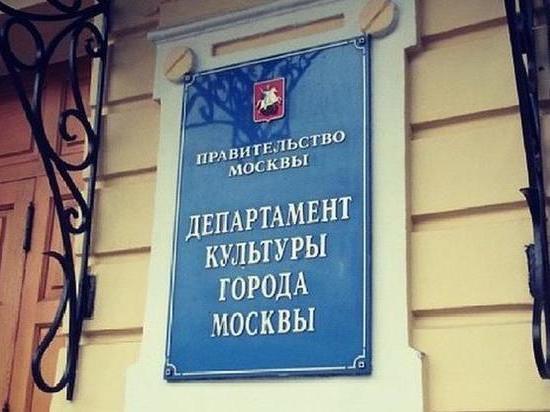 ПРАВИТЕЛЬСТВО
МОСКВЫ
ДЕПАРТАМЕНТ
КУЛЬТУРЫ
ГОРОДА
МОСКВЫ